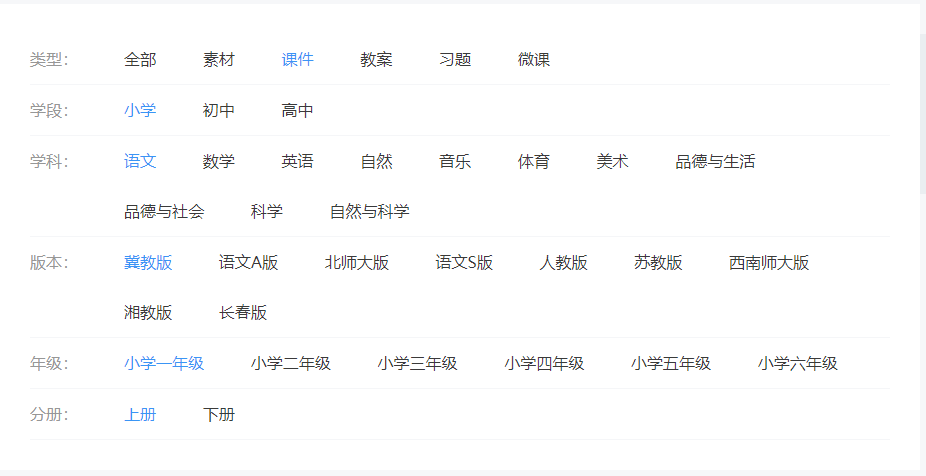 类型： 全部 素材 课件 教案 习题 微课
学段： 小学 初中 高中
学科： 语文 数学 英语 自然 音乐 体育 美术 品德与生活
品德与社会 科学 自然与科学
版本： 冀教版 语文A版 北师大版 语文S版 人教版 苏教版 西南师大版
湘教版 长春版
年级： 小学一年级 小学二年级 小学三年级 小学四年级 小学五年级 小学六年级
分册： 上册 下册